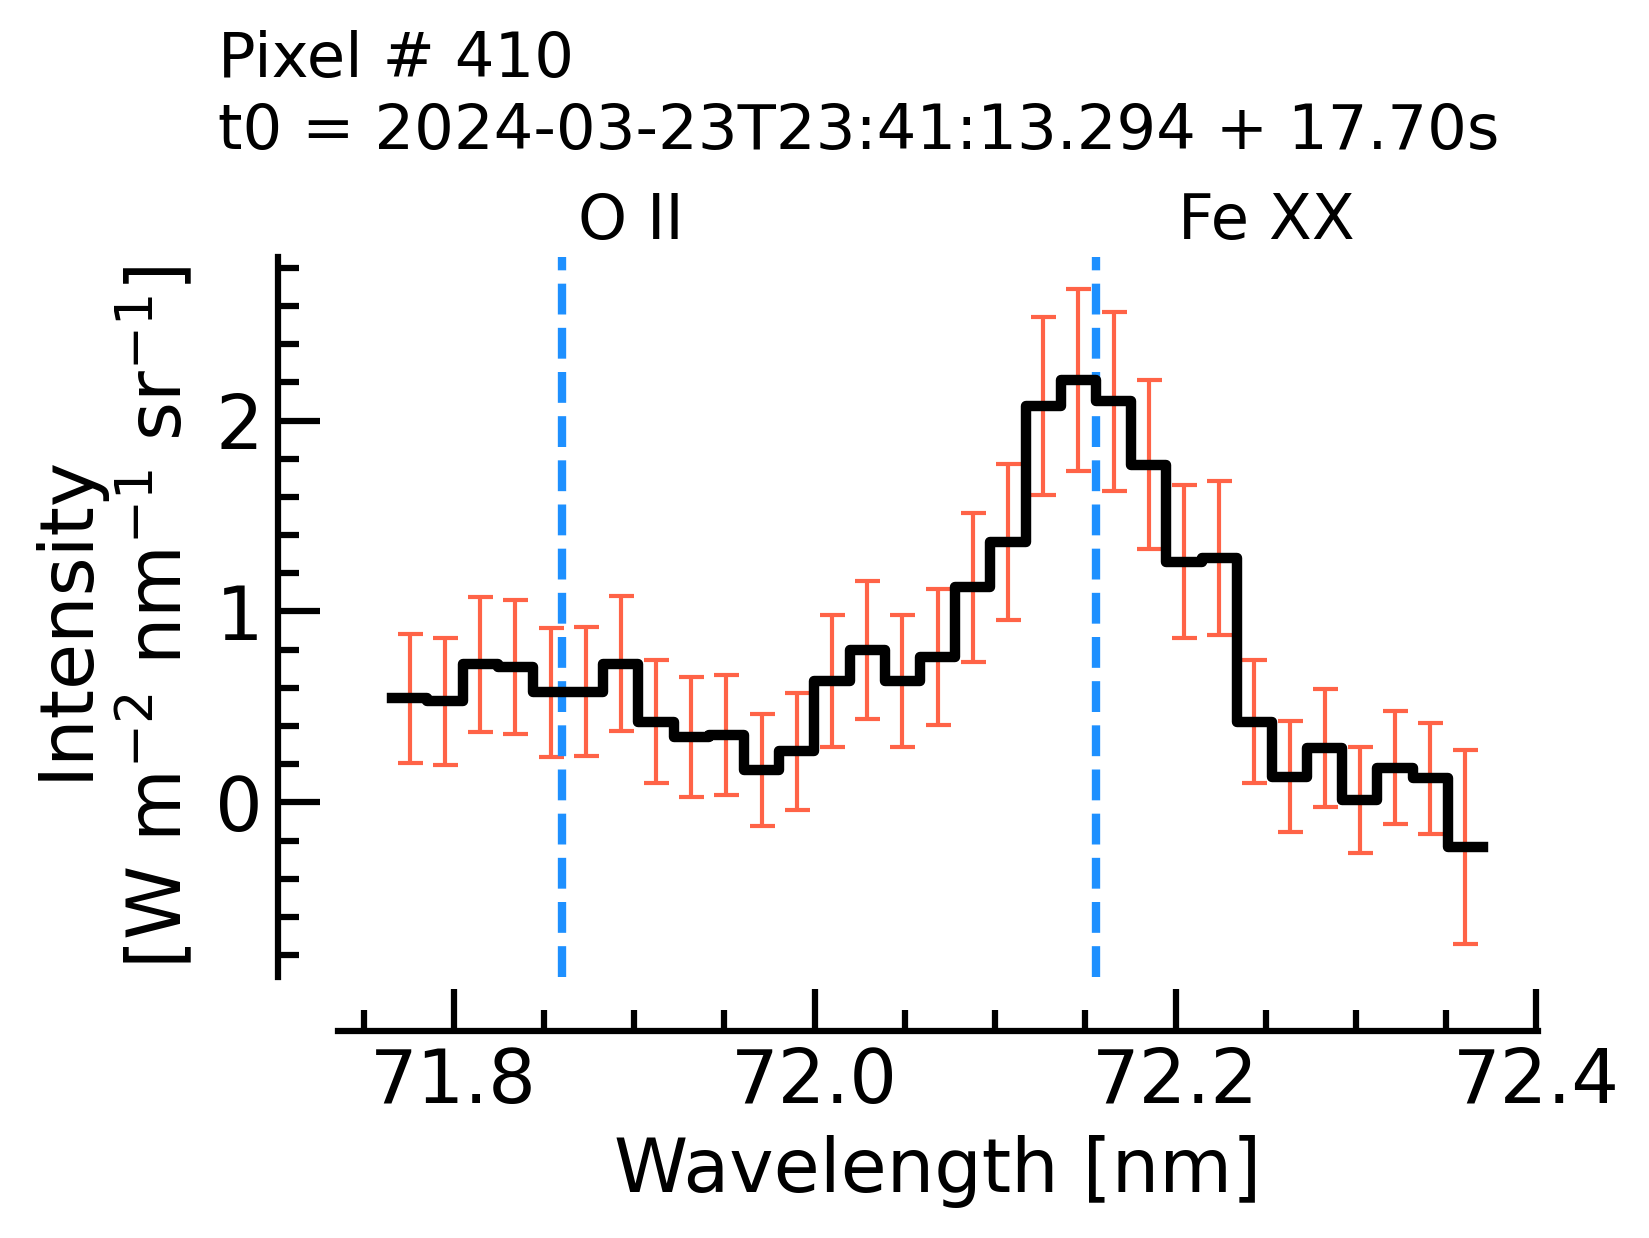 Pixel # 410
t0 = 2024-03-23T23:41:13.294 + 17.70s
O II
Fe XX
Intensity
[W m⁻² nm⁻¹ sr⁻¹]
2
1
0
71.8 72.0 72.2 72.4
Wavelength [nm]